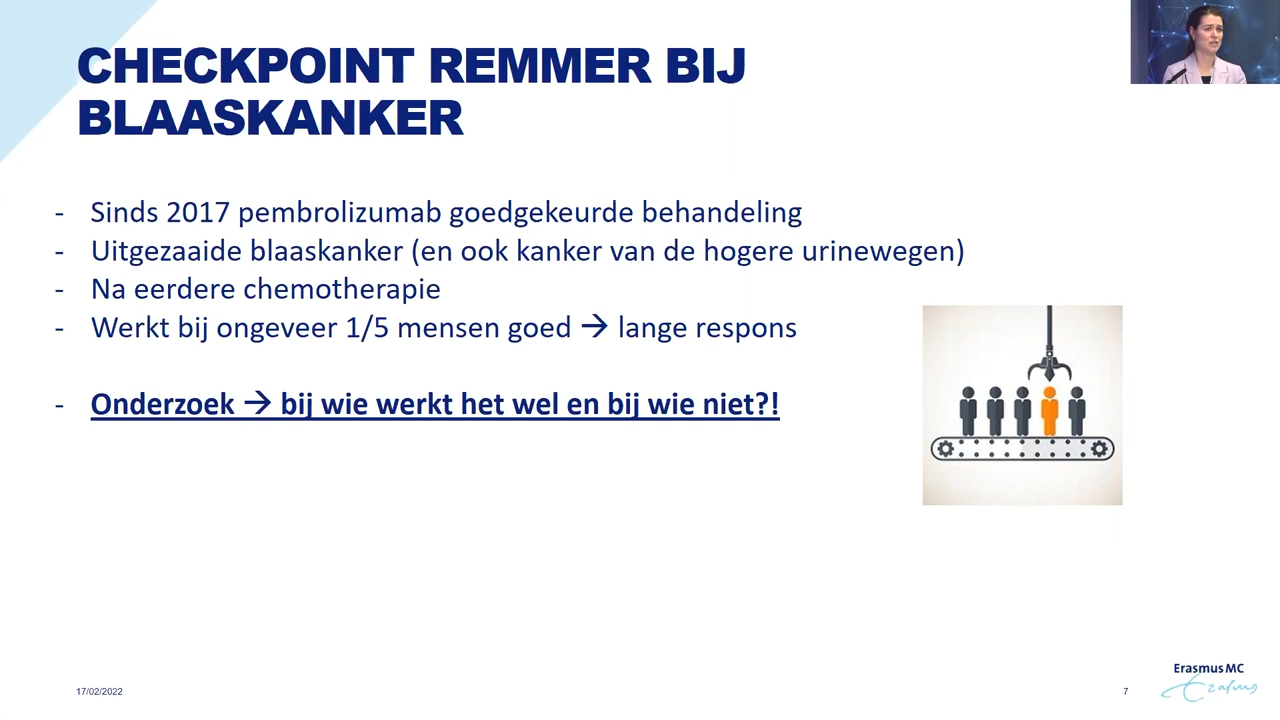 CHECKPOINT REMMER BIJ
BLAASKANKER
- Sinds 2017 pembrolizumab goedgekeurde behandeling
- Uitgezaaide blaaskanker (en ook kanker van de hogere urinewegen)
- Na eerdere chemotherapie
- Werkt bij ongeveer 1/5 mensen goed → lange respons
- Onderzoek → bij wie werkt het wel en bij wie niet?!
17/02/2022
7
Erasmus MC
Erasmus